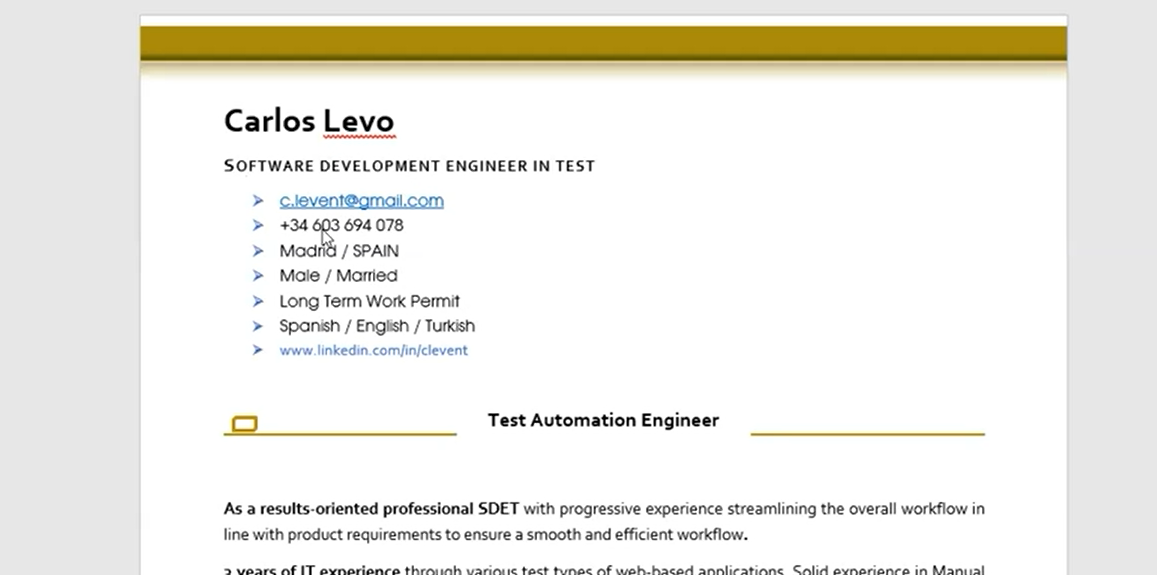 Carlos Levo
SOFTWARE DEVELOPMENT ENGINEER IN TEST
c.levent@gmail.com
+34 603 694 078
Madrid / SPAIN
Male / Married
Long Term Work Permit
Spanish / English / Turkish
www.linkedin.com/in/clevent
Test Automation Engineer
As a results-oriented professional SDET with progressive experience streamlining the overall workflow in
line with product requirements to ensure a smooth and efficient workflow.
3 years of IT experience through various test types of web-based applications. Solid experience in Manual